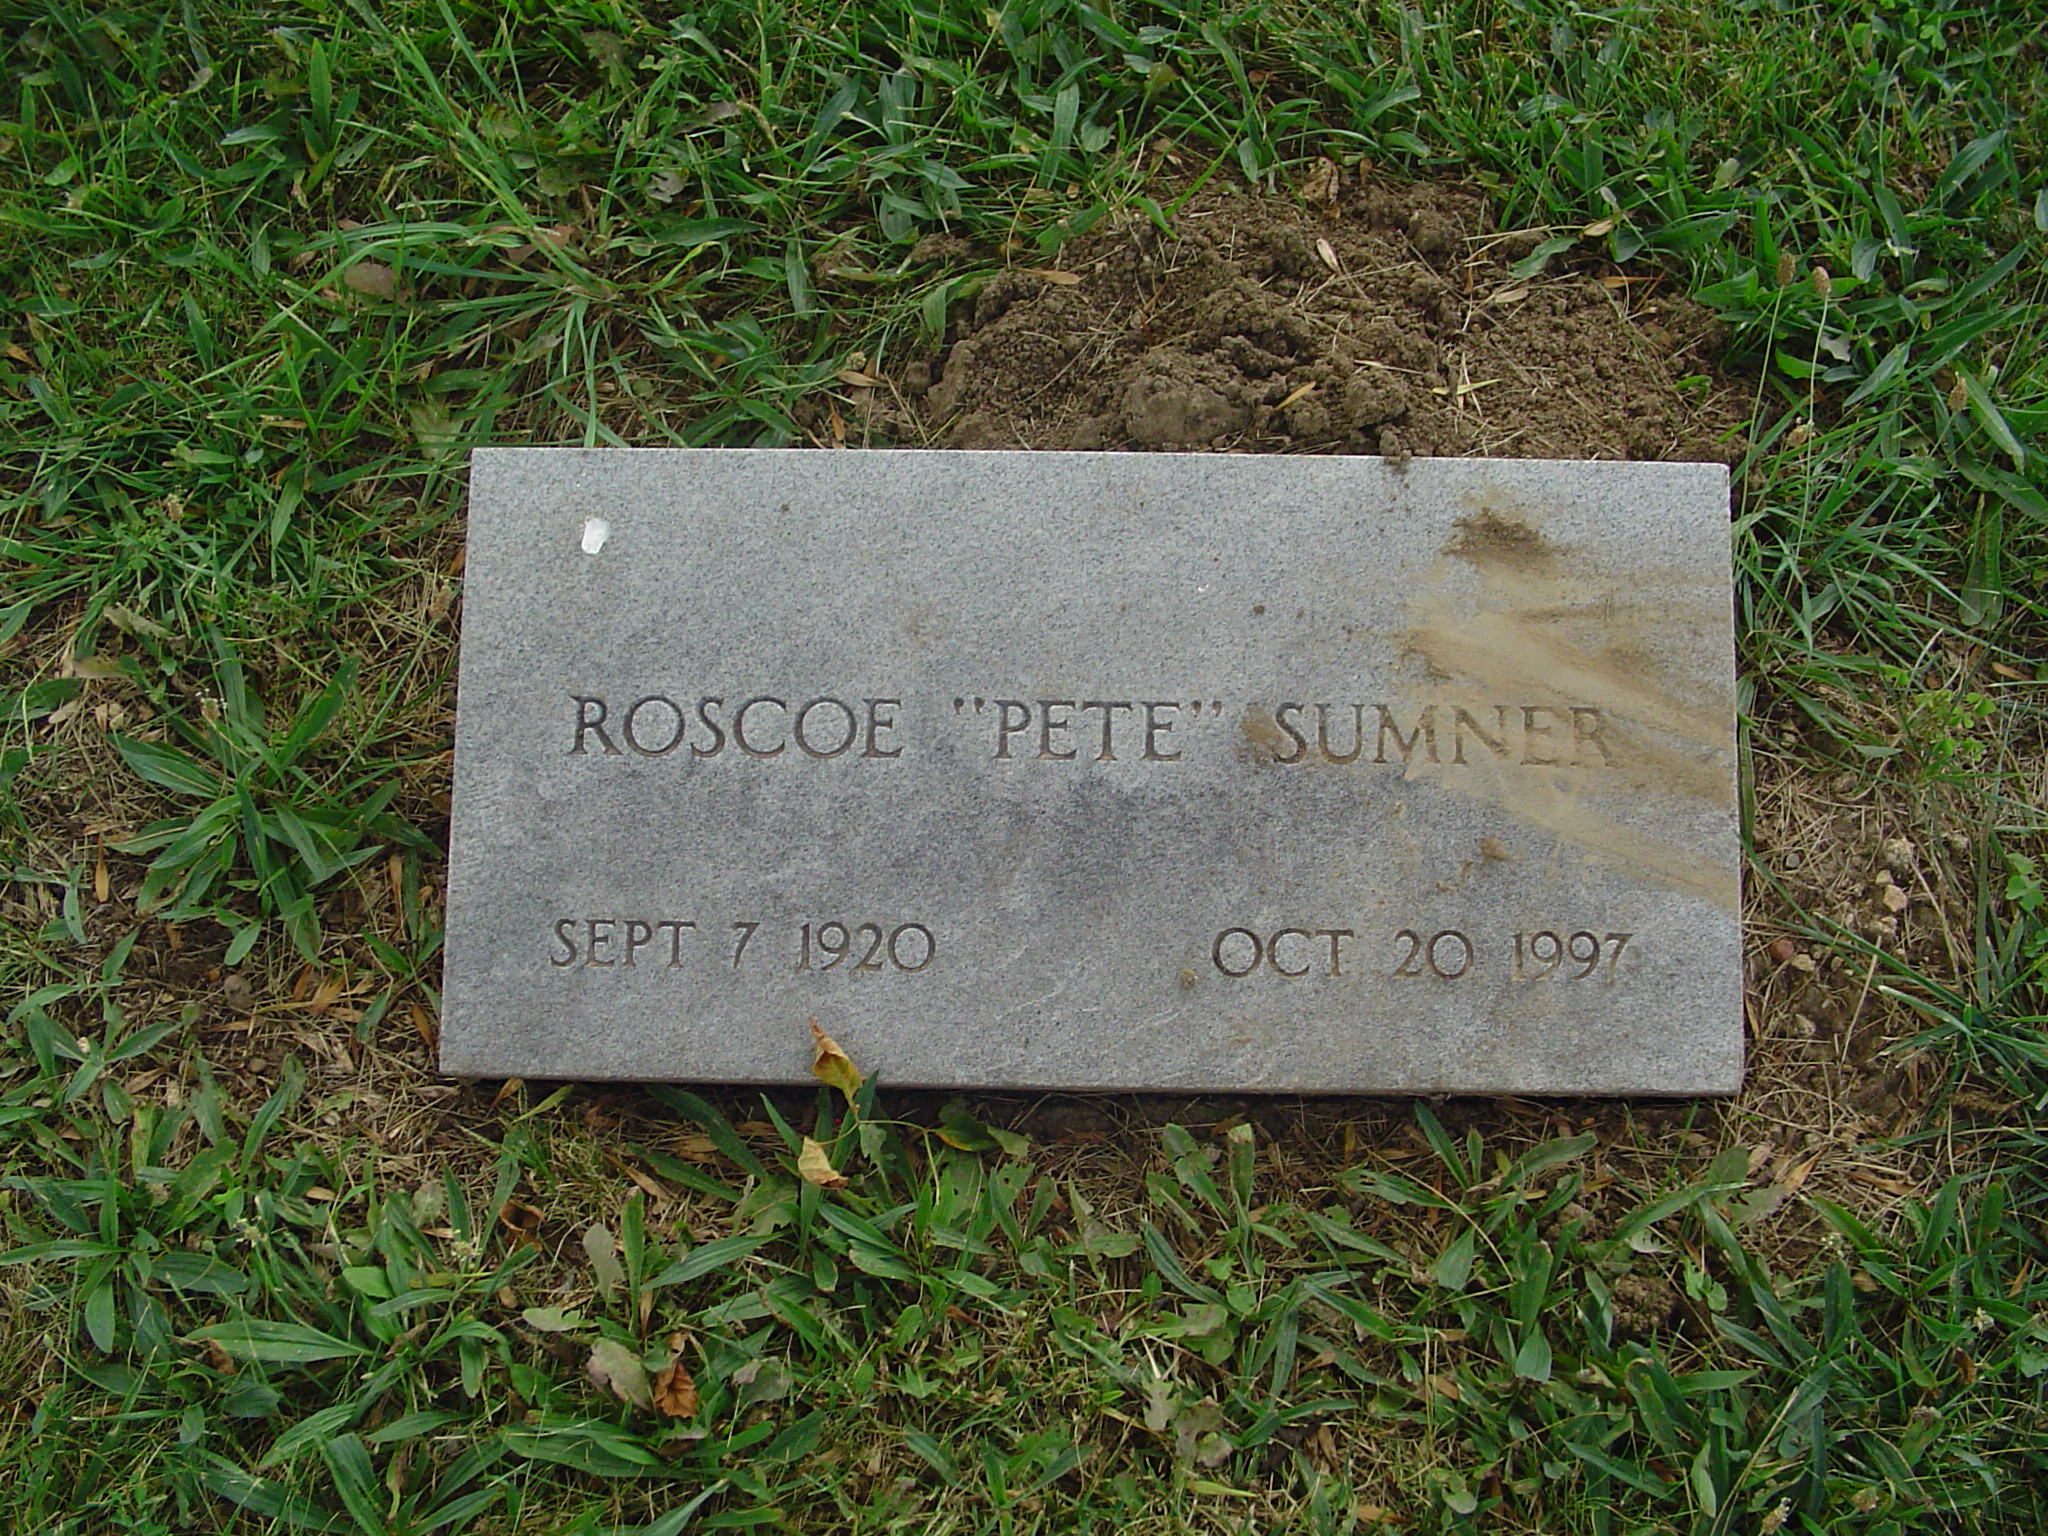 ROSCOE "PETE" SUMNER
SEPT 7 1920 OCT 20 1997